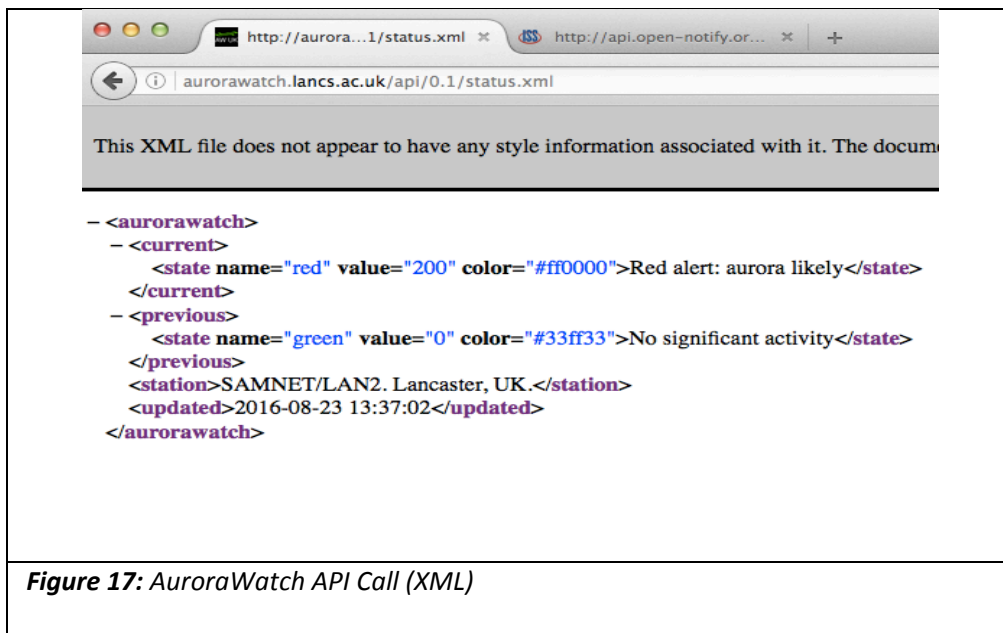 AW UK http://aurora...1/status.xml × ISS http://api.open-notify.or... × +
aurorawatch.lancs.ac.uk/api/0.1/status.xml
This XML file does not appear to have any style information associated with it. The docum
– <aurorawatch>
– <current>
<state name="red" value="200" color="#ff0000">Red alert: aurora likely</state>
</current>
– <previous>
<state name="green" value="0" color="#33ff33">No significant activity</state>
</previous>
<station>SAMNET/LAN2. Lancaster, UK.</station>
<updated>2016-08-23 13:37:02</updated>
</aurorawatch>
Figure 17: AuroraWatch API Call (XML)